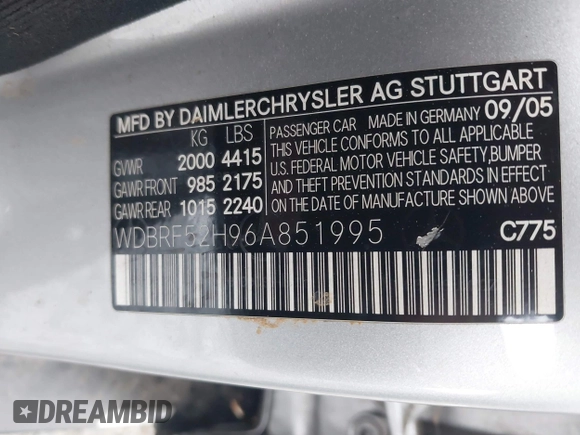 MFD BY DAIMLERCHRYSLER AG STUTTGART
KG LBS
GVWR 2000 4415
GAWR FRONT 985 2175
GAWR REAR 1015 2240
PASSENGER CAR MADE IN GERMANY 09/05
THIS VEHICLE CONFORMS TO ALL APPLICABLE
U.S. FEDERAL MOTOR VEHICLE SAFETY,BUMPER
AND THEFT PREVENTION STANDARDS IN EFFECT
ON THE DATE OF MANUFACTURE SHOWN ABOVE
WDBRF52H96A851995
C775
DREAMBID